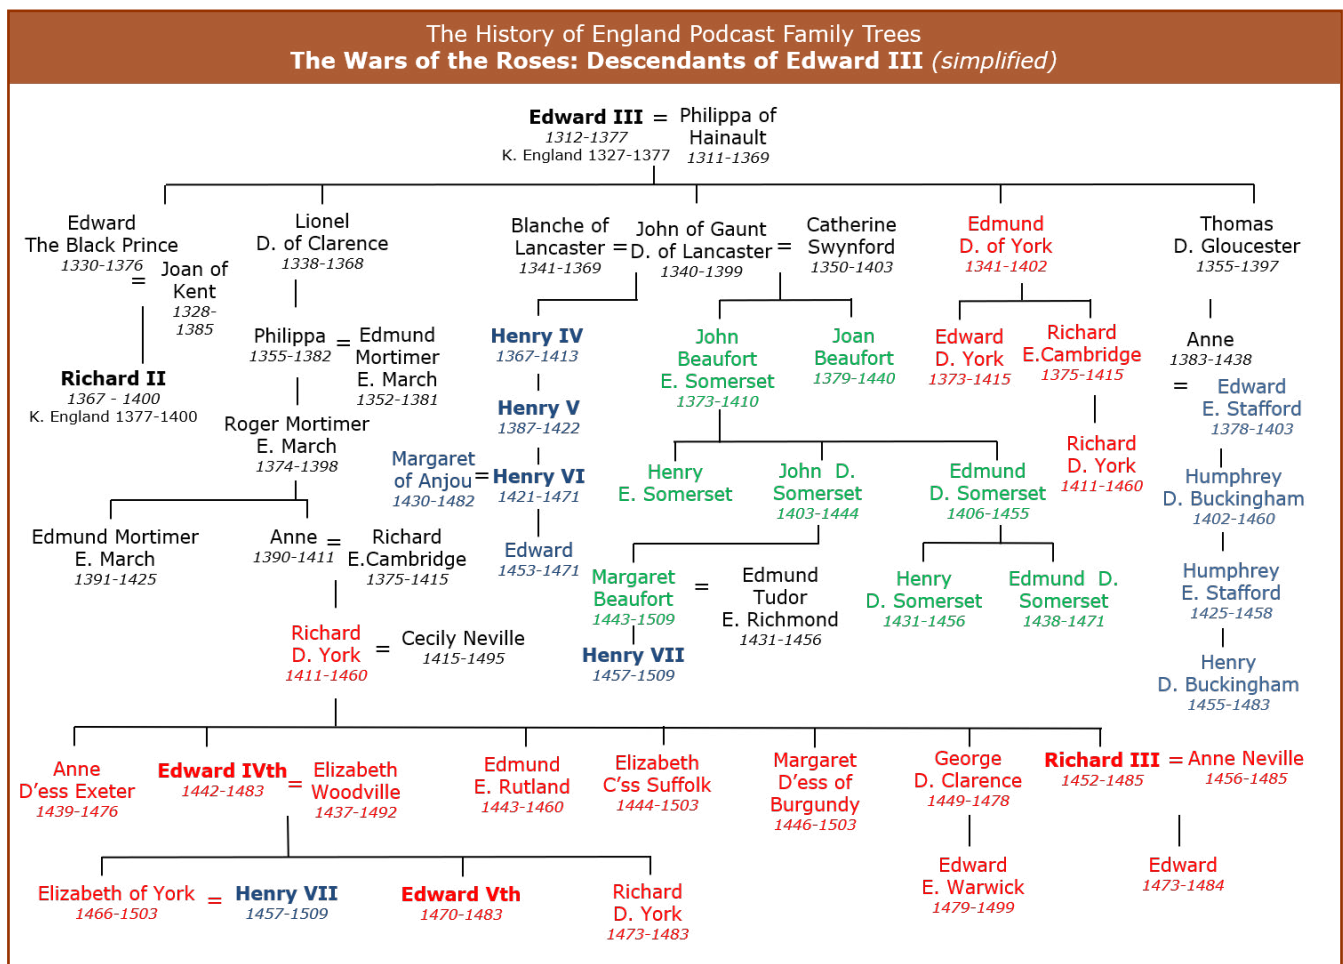 The History of England Podcast Family Trees
The Wars of the Roses: Descendants of Edward III (simplified)
Edward III = Philippa of
Hainault
1312-1377
K. England 1327-1377
1311-1369
Edward
The Black Prince
1330-1376
=
Joan of
Kent
1328-
1385
Lionel
D. of Clarence
1338-1368
Blanche of
Lancaster
1341-1369
=
John of Gaunt
D. of Lancaster
1340-1399
=
Catherine
Swynford
1350-1403
Edmund
D. of York
1341-1402
Thomas
D. Gloucester
1355-1397
Richard II
1367 - 1400
K. England 1377-1400
Philippa
1355-1382
=
Edmund
Mortimer
E. March
1352-1381
Henry IV
1367-1413
John
Beaufort
E. Somerset
1373-1410
Joan
Beaufort
1379-1440
Edward
D. York
1373-1415
Richard
E.Cambridge
1375-1415
Anne
1383-1438
=
Edward
E. Stafford
1378-1403
Roger Mortimer
E. March
1374-1398
Henry V
1387-1422
Margaret
of Anjou
1430-1482
=
Henry VI
1421-1471
Henry
E. Somerset
John D.
Somerset
1403-1444
Edmund
D. Somerset
1406-1455
Richard
D. York
1411-1460
Humphrey
D. Buckingham
1402-1460
Edmund Mortimer
E. March
1391-1425
Anne
1390-1411
=
Richard
E.Cambridge
1375-1415
Edward
1453-1471
Margaret
Beaufort
1443-1509
=
Edmund
Tudor
E. Richmond
1431-1456
Henry
D. Somerset
1431-1456
Edmund D.
Somerset
1438-1471
Humphrey
E. Stafford
1425-1458
Richard
D. York
1411-1460
=
Cecily Neville
1415-1495
Henry VII
1457-1509
Henry
D. Buckingham
1455-1483
Anne
D'ess Exeter
1439-1476
Edward IVth
1442-1483
=
Elizabeth
Woodville
1437-1492
Edmund
E. Rutland
1443-1460
Elizabeth
C'ss Suffolk
1444-1503
Margaret
D'ess of
Burgundy
1446-1503
George
D. Clarence
1449-1478
Richard III
1452-1485
=
Anne Neville
1456-1485
Elizabeth of York
1466-1503
=
Henry VII
1457-1509
Edward Vth
1470-1483
Richard
D. York
1473-1483
Edward
E. Warwick
1479-1499
Edward
1473-1484